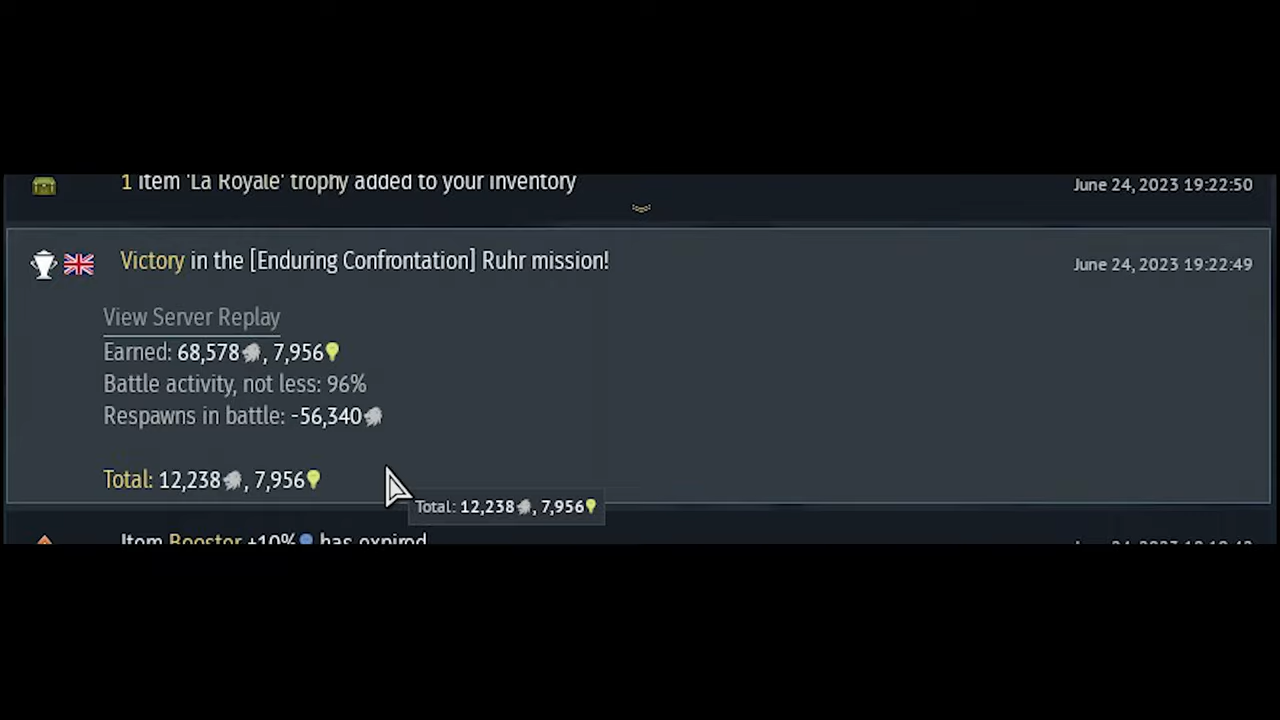 1 Item 'La Royale' trophy added to your inventory
June 24, 2023 19:22:50
Victory in the [Enduring Confrontation] Ruhr mission!
June 24, 2023 19:22:49
View Server Replay
Earned: 68,578, 7,956
Battle activity, not less: 96%
Respawns in battle: -56,340
Total: 12,238, 7,956
Total: 12,238, 7,956
Item Booster +10% has expired